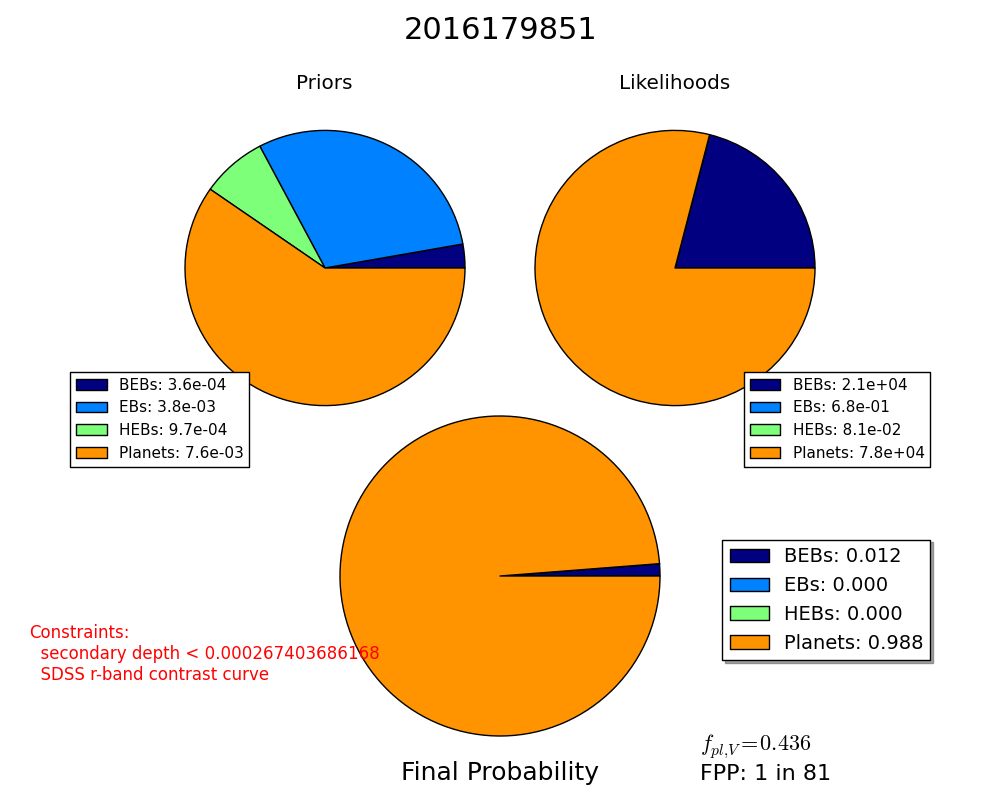 2016179851
Priors
Likelihoods
BEBs: 3.6e-04
EBs: 3.8e-03
HEBs: 9.7e-04
Planets: 7.6e-03
BEBs: 2.1e+04
EBs: 6.8e-01
HEBs: 8.1e-02
Planets: 7.8e+04
BEBs: 0.012
EBs: 0.000
HEBs: 0.000
Planets: 0.988
Constraints:
secondary depth < 0.000267403686168
SDSS r-band contrast curve
Final Probability
f_{pl,V}=0.436
FPP: 1 in 81